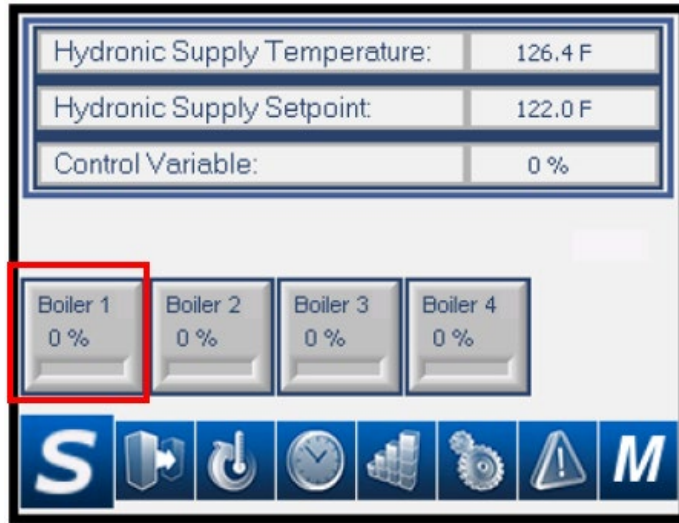 Hydronic Supply Temperature: 126.4 F
Hydronic Supply Setpoint: 122.0 F
Control Variable: 0 %
Boiler 1 Boiler 2 Boiler 3 Boiler 4
0 % 0 % 0 % 0 %
S M